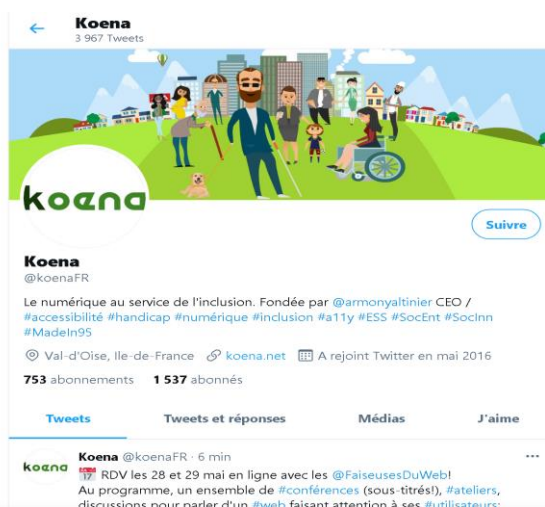 Koena
3 967 Tweets
koena
Suivre
Koena
@koenaFR
Le numérique au service de l'inclusion. Fondée par @armonyaltinier CEO /
#accessibilité #handicap #numérique #inclusion #a11y #ESS #SocEnt #SocInn
#MadeIn95
Val-d'Oise, Ile-de-France koena.net A rejoint Twitter en mai 2016
753 abonnements 1 537 abonnés
Tweets Tweets et réponses Médias J'aime
koena
Koena @koenaFR · 6 min
RDV les 28 et 29 mai en ligne avec les @FaiseusesDuWeb!
Au programme, un ensemble de #conférences (sous-titrés!), #ateliers,
discussions pour parler d'un #web faisant attention à ses #utilisateurs;